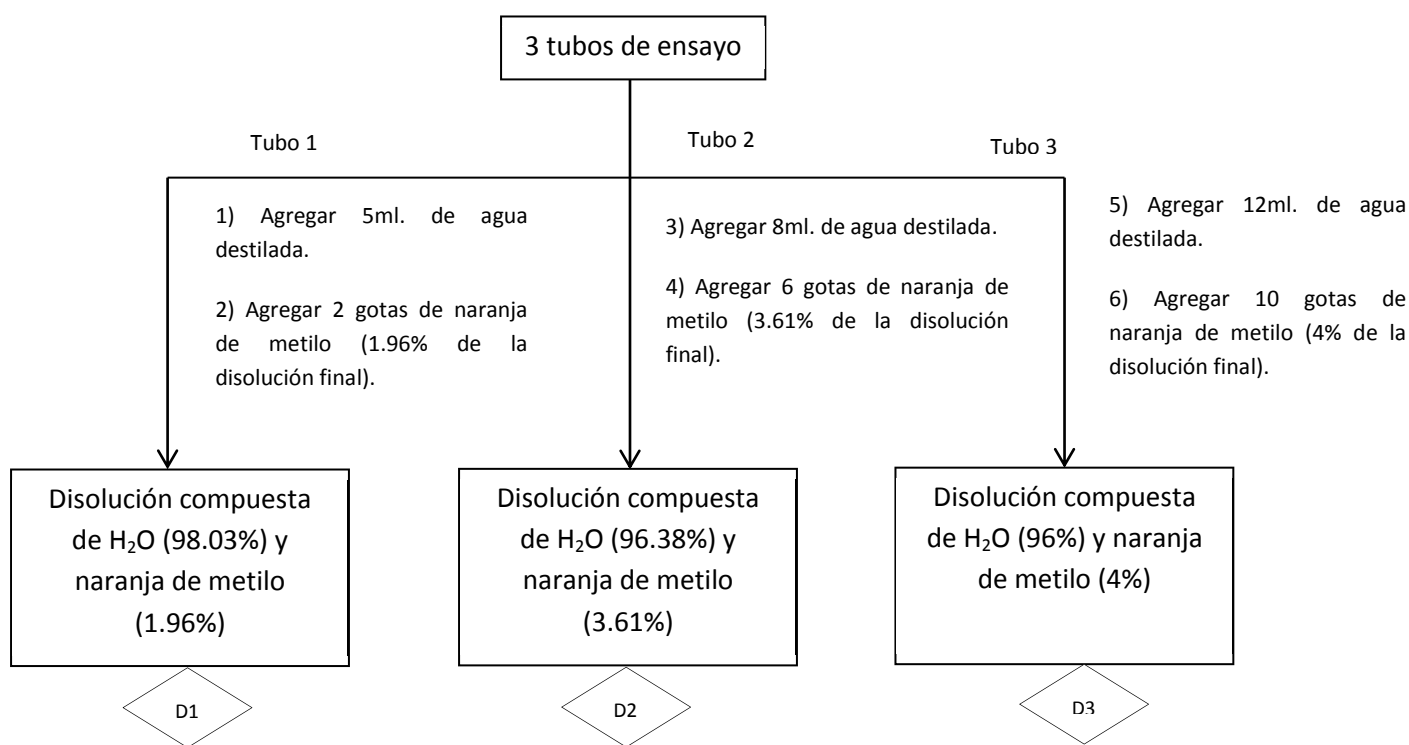 3 tubos de ensayo
Tubo 1
Tubo 2
Tubo 3
1) Agregar 5ml. de agua
destilada.
2) Agregar 2 gotas de naranja
de metilo (1.96% de la
disolución final).
3) Agregar 8ml. de agua destilada.
4) Agregar 6 gotas de naranja de
metilo (3.61% de la disolución
final).
5) Agregar 12ml. de agua
destilada.
6) Agregar 10 gotas de
naranja de metilo (4% de la
disolución final).
Disolución compuesta
de H₂O (98.03%) y
naranja de metilo
(1.96%)
Disolución compuesta
de H₂O (96.38%) y
naranja de metilo
(3.61%)
Disolución compuesta
de H₂O (96%) y naranja
de metilo (4%)
D1
D2
D3